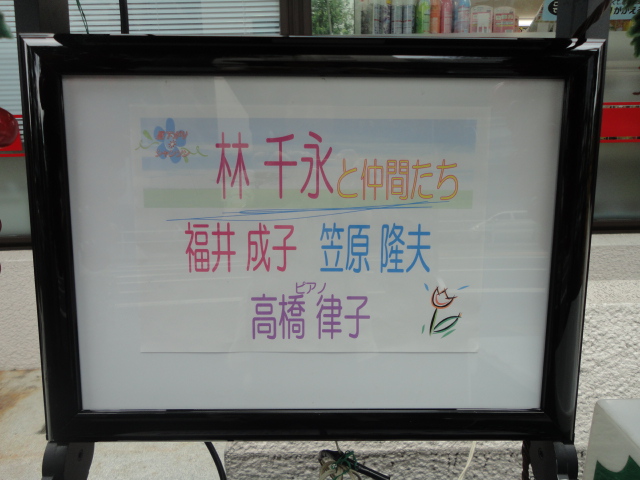 林 千永と仲間たち
福井 成子 笠原 隆夫
ピアノ
高橋 律子